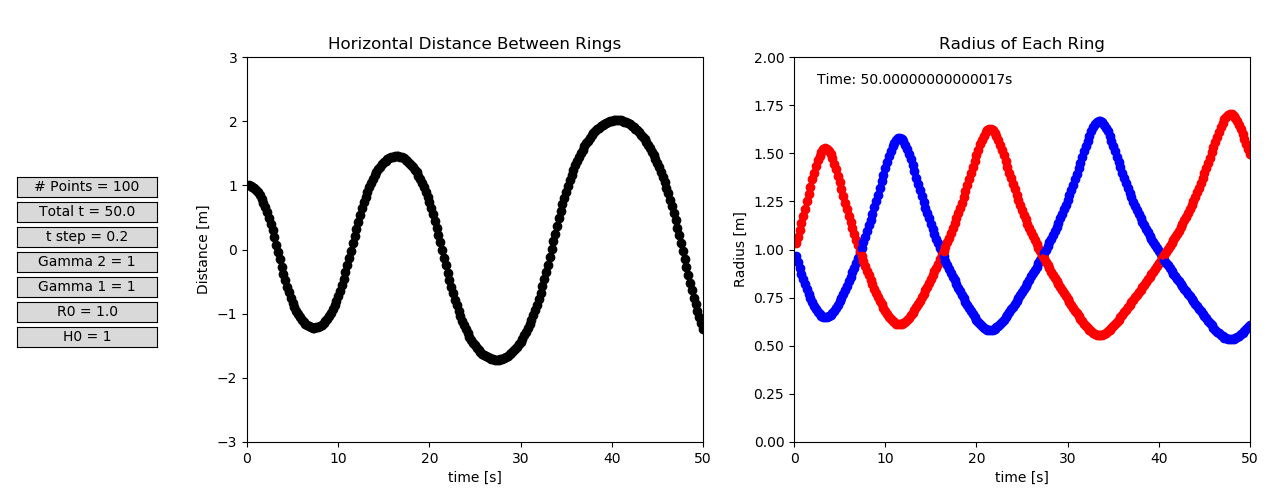 # Points = 100
Total t = 50.0
t step = 0.2
Gamma 2 = 1
Gamma 1 = 1
R0 = 1.0
H0 = 1
Horizontal Distance Between Rings
Distance [m]
3
2
1
0
−1
−2
−3
0 10 20 30 40 50
time [s]
Radius of Each Ring
Time: 50.00000000000017s
Radius [m]
2.00
1.75
1.50
1.25
1.00
0.75
0.50
0.25
0.00
0 10 20 30 40 50
time [s]